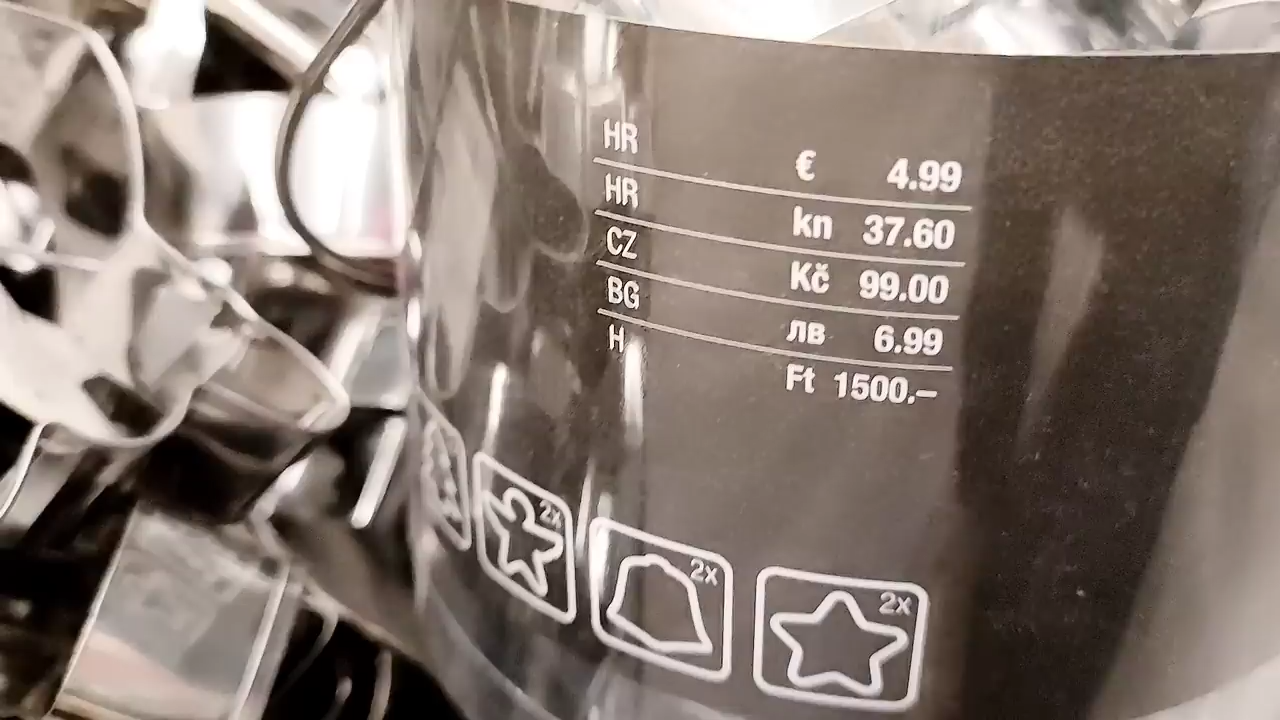 HR € 4.99
HR kn 37.60
CZ Kč 99.00
BG лв 6.99
H Ft 1500.–
2x
2x
2x